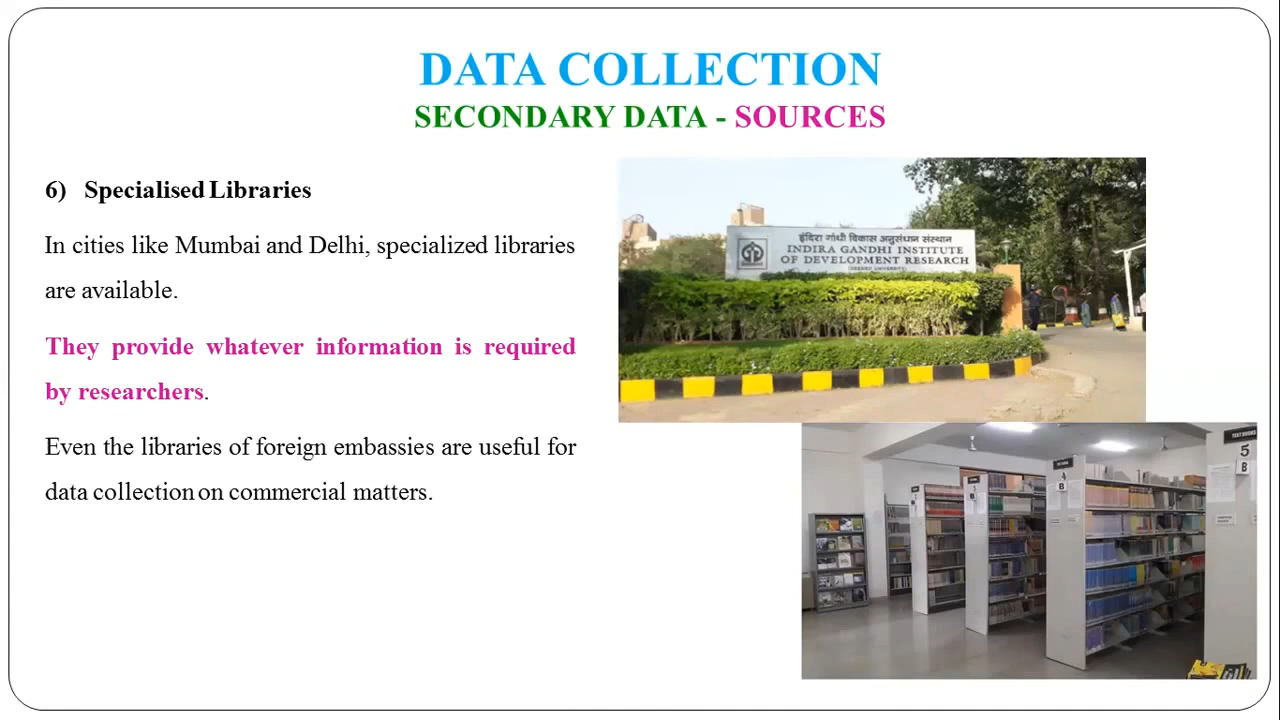 DATA COLLECTION
SECONDARY DATA - SOURCES
6) Specialised Libraries
In cities like Mumbai and Delhi, specialized libraries
are available.
They provide whatever information is required
by researchers.
Even the libraries of foreign embassies are useful for
data collection on commercial matters.
इंदिरा गांधी विकास अनुसंधान संस्थान
INDIRA GANDHI INSTITUTE
OF DEVELOPMENT RESEARCH
(DEEMED UNIVERSITY)
TEXT BOOKS
5
B
B
B